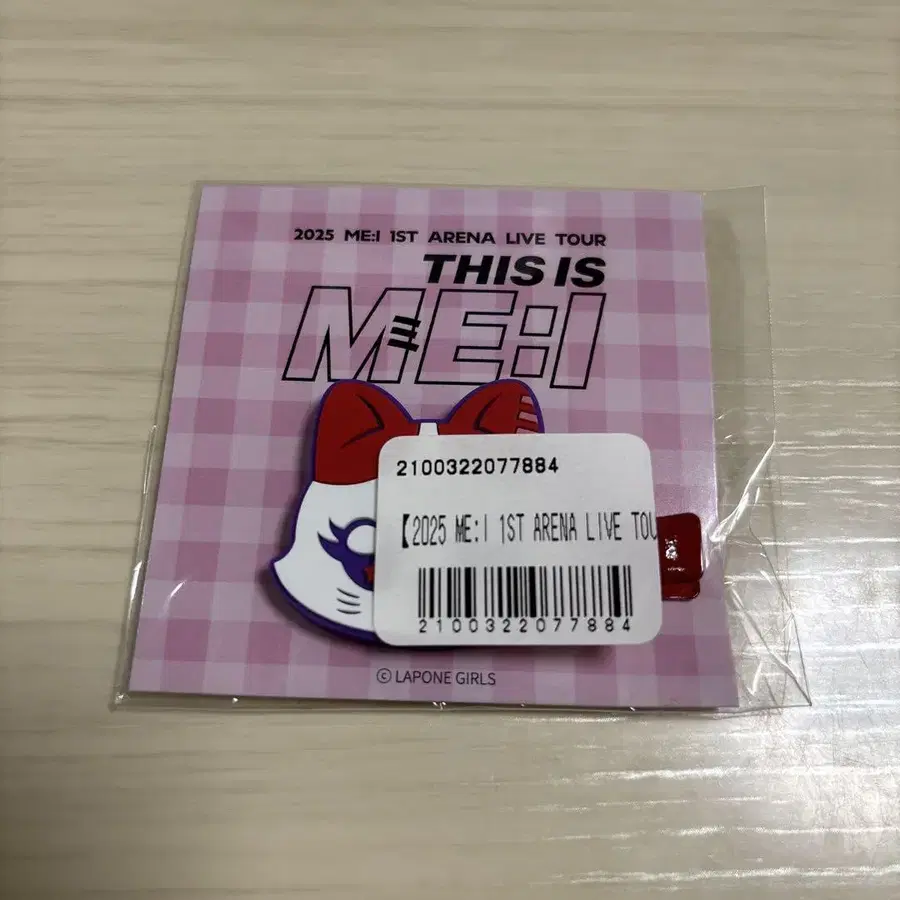 2025 ME:I 1ST ARENA LIVE TOUR
THIS IS
ME:I
2100322077884
【2025 ME:I 1ST ARENA LIVE TOU
2100322077884
© LAPONE GIRLS